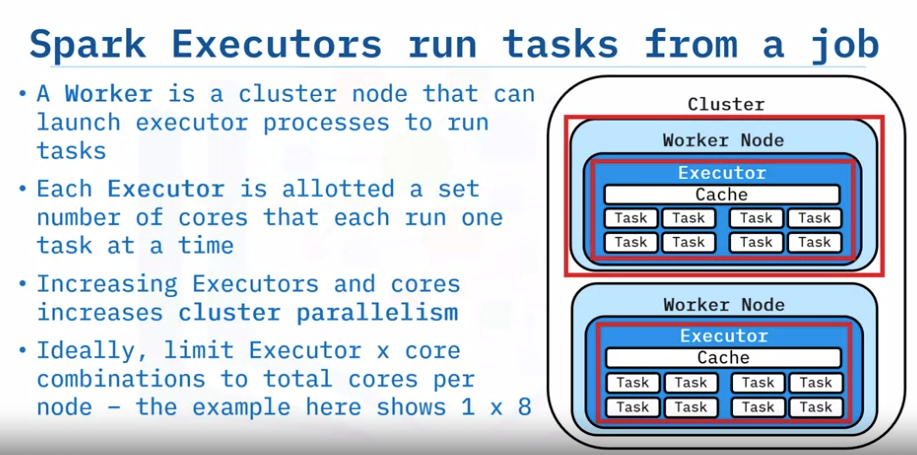 Spark Executors run tasks from a job
• A Worker is a cluster node that can
launch executor processes to run
tasks
• Each Executor is allotted a set
number of cores that each run one
task at a time
• Increasing Executors and cores
increases cluster parallelism
• Ideally, limit Executor x core
combinations to total cores per
node – the example here shows 1 x 8
Cluster
Worker Node
Executor
Cache
Task Task Task Task
Task Task Task Task
Worker Node
Executor
Cache
Task Task Task Task
Task Task Task Task